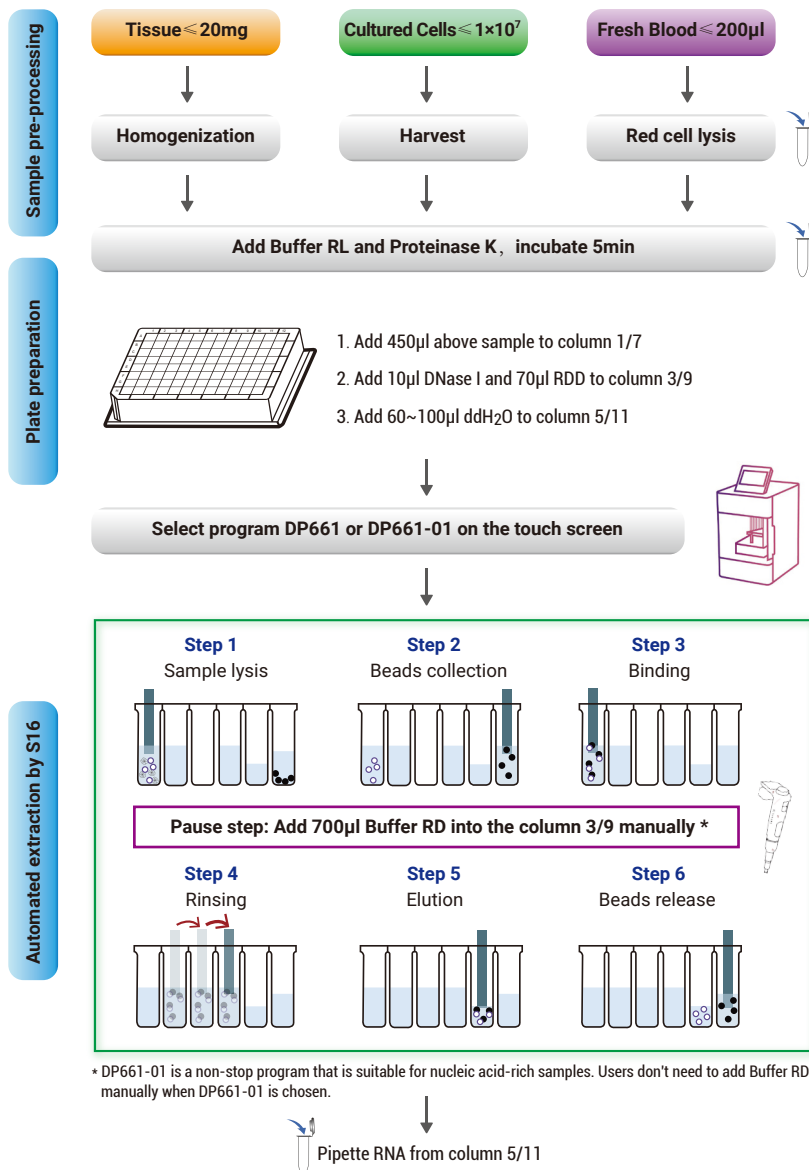 Sample pre-processing
Tissue≤20mg
Cultured Cells≤1×10⁷
Fresh Blood≤200µl
Homogenization
Harvest
Red cell lysis
Add Buffer RL and Proteinase K, incubate 5min
Plate preparation
1. Add 450µl above sample to column 1/7
2. Add 10µl DNase I and 70µl RDD to column 3/9
3. Add 60~100µl ddH₂O to column 5/11
Select program DP661 or DP661-01 on the touch screen
Automated extraction by S16
Step 1
Sample lysis
Step 2
Beads collection
Step 3
Binding
Pause step: Add 700µl Buffer RD into the column 3/9 manually *
Step 4
Rinsing
Step 5
Elution
Step 6
Beads release
* DP661-01 is a non-stop program that is suitable for nucleic acid-rich samples. Users don't need to add Buffer RD
manually when DP661-01 is chosen.
Pipette RNA from column 5/11